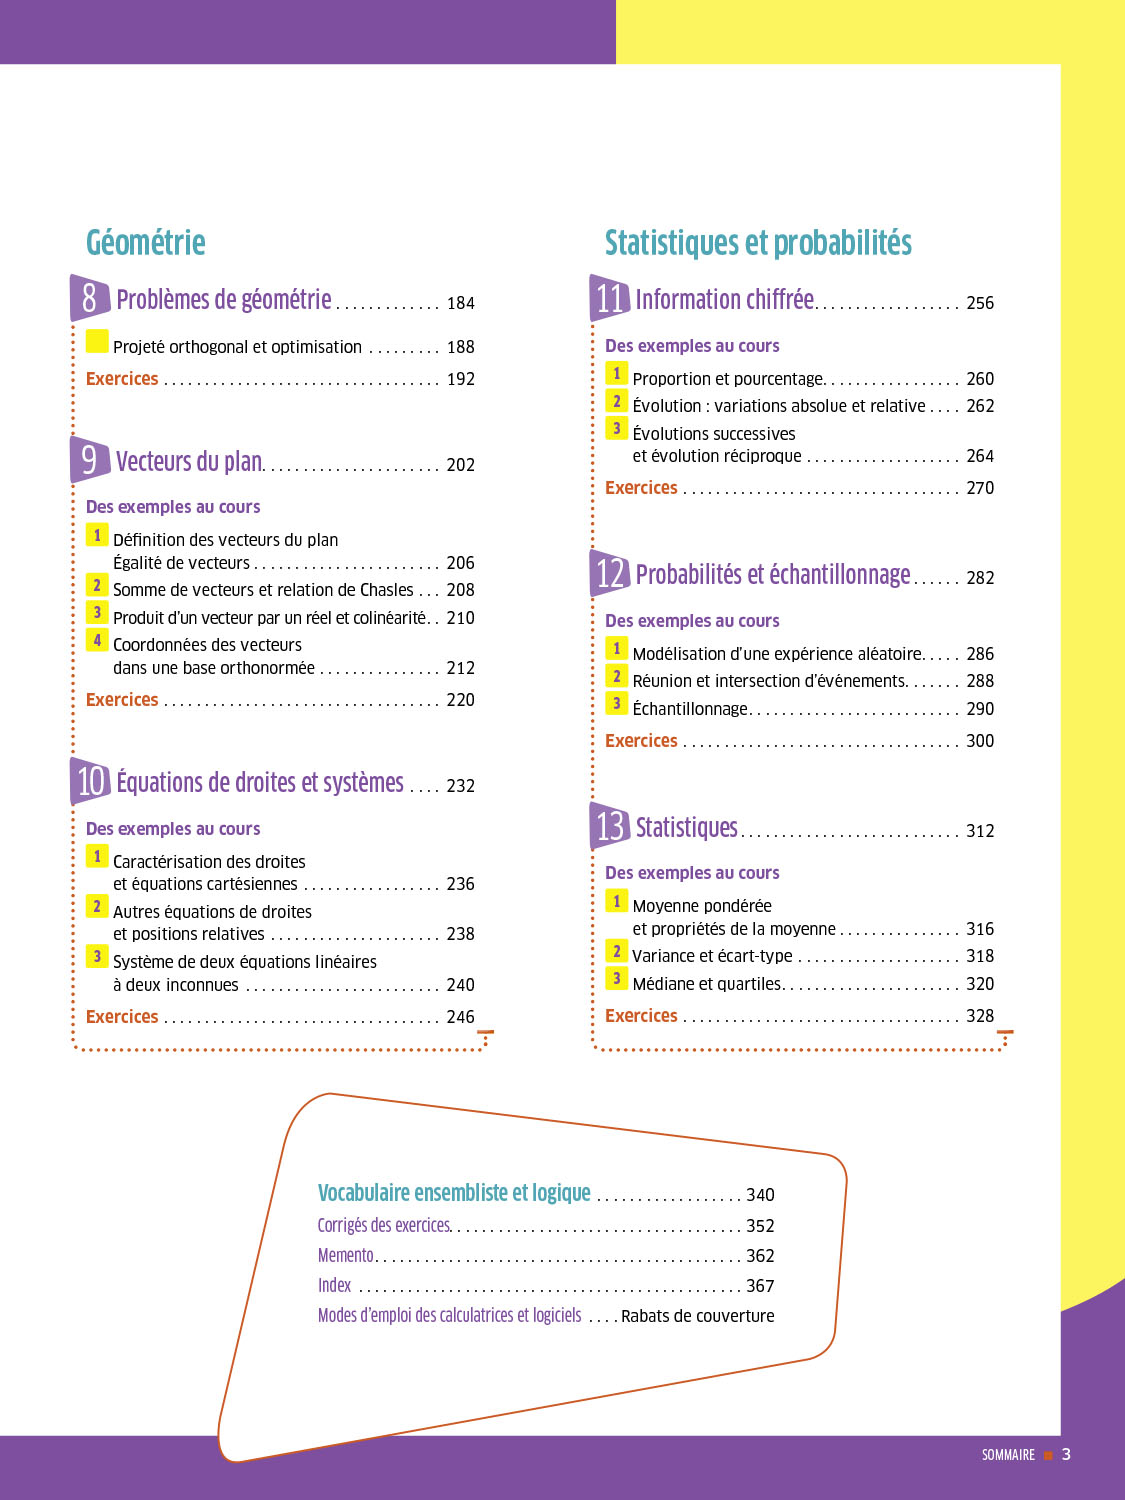 Géométrie
8 Problèmes de géométrie . . . . . . . . . . . . . 184
Projeté orthogonal et optimisation . . . . . . . . . 188
Exercices . . . . . . . . . . . . . . . . . . . . . . . . . . . . . . . . . . 192
9 Vecteurs du plan. . . . . . . . . . . . . . . . . . . . . . 202
Des exemples au cours
1 Définition des vecteurs du plan
Égalité de vecteurs . . . . . . . . . . . . . . . . . . . . . . . 206
2 Somme de vecteurs et relation de Chasles . . . 208
3 Produit d'un vecteur par un réel et colinéarité. . 210
4 Coordonnées des vecteurs
dans une base orthonormée . . . . . . . . . . . . . . . 212
Exercices . . . . . . . . . . . . . . . . . . . . . . . . . . . . . . . . . . 220
10 Équations de droites et systèmes . . . . 232
Des exemples au cours
1 Caractérisation des droites
et équations cartésiennes . . . . . . . . . . . . . . . . . 236
2 Autres équations de droites
et positions relatives . . . . . . . . . . . . . . . . . . . . . 238
3 Système de deux équations linéaires
à deux inconnues . . . . . . . . . . . . . . . . . . . . . . . . 240
Exercices . . . . . . . . . . . . . . . . . . . . . . . . . . . . . . . . . . 246
Statistiques et probabilités
11 Information chiffrée. . . . . . . . . . . . . . . . . . 256
Des exemples au cours
1 Proportion et pourcentage. . . . . . . . . . . . . . . . . 260
2 Évolution : variations absolue et relative . . . . 262
3 Évolutions successives
et évolution réciproque . . . . . . . . . . . . . . . . . . . 264
Exercices . . . . . . . . . . . . . . . . . . . . . . . . . . . . . . . . . . 270
12 Probabilités et échantillonnage . . . . . . 282
Des exemples au cours
1 Modélisation d'une expérience aléatoire. . . . . 286
2 Réunion et intersection d'événements. . . . . . . 288
3 Échantillonnage. . . . . . . . . . . . . . . . . . . . . . . . . . 290
Exercices . . . . . . . . . . . . . . . . . . . . . . . . . . . . . . . . . . 300
13 Statistiques . . . . . . . . . . . . . . . . . . . . . . . . . . . 312
Des exemples au cours
1 Moyenne pondérée
et propriétés de la moyenne . . . . . . . . . . . . . . . 316
2 Variance et écart-type . . . . . . . . . . . . . . . . . . . . 318
3 Médiane et quartiles. . . . . . . . . . . . . . . . . . . . . . 320
Exercices . . . . . . . . . . . . . . . . . . . . . . . . . . . . . . . . . . 328
Vocabulaire ensembliste et logique . . . . . . . . . . . . . . . . . . 340
Corrigés des exercices. . . . . . . . . . . . . . . . . . . . . . . . . . . . . . . . . . . . 352
Memento . . . . . . . . . . . . . . . . . . . . . . . . . . . . . . . . . . . . . . . . . . . . . 362
Index . . . . . . . . . . . . . . . . . . . . . . . . . . . . . . . . . . . . . . . . . . . . . . . 367
Modes d'emploi des calculatrices et logiciels . . . . Rabats de couverture
SOMMAIRE ■ 3